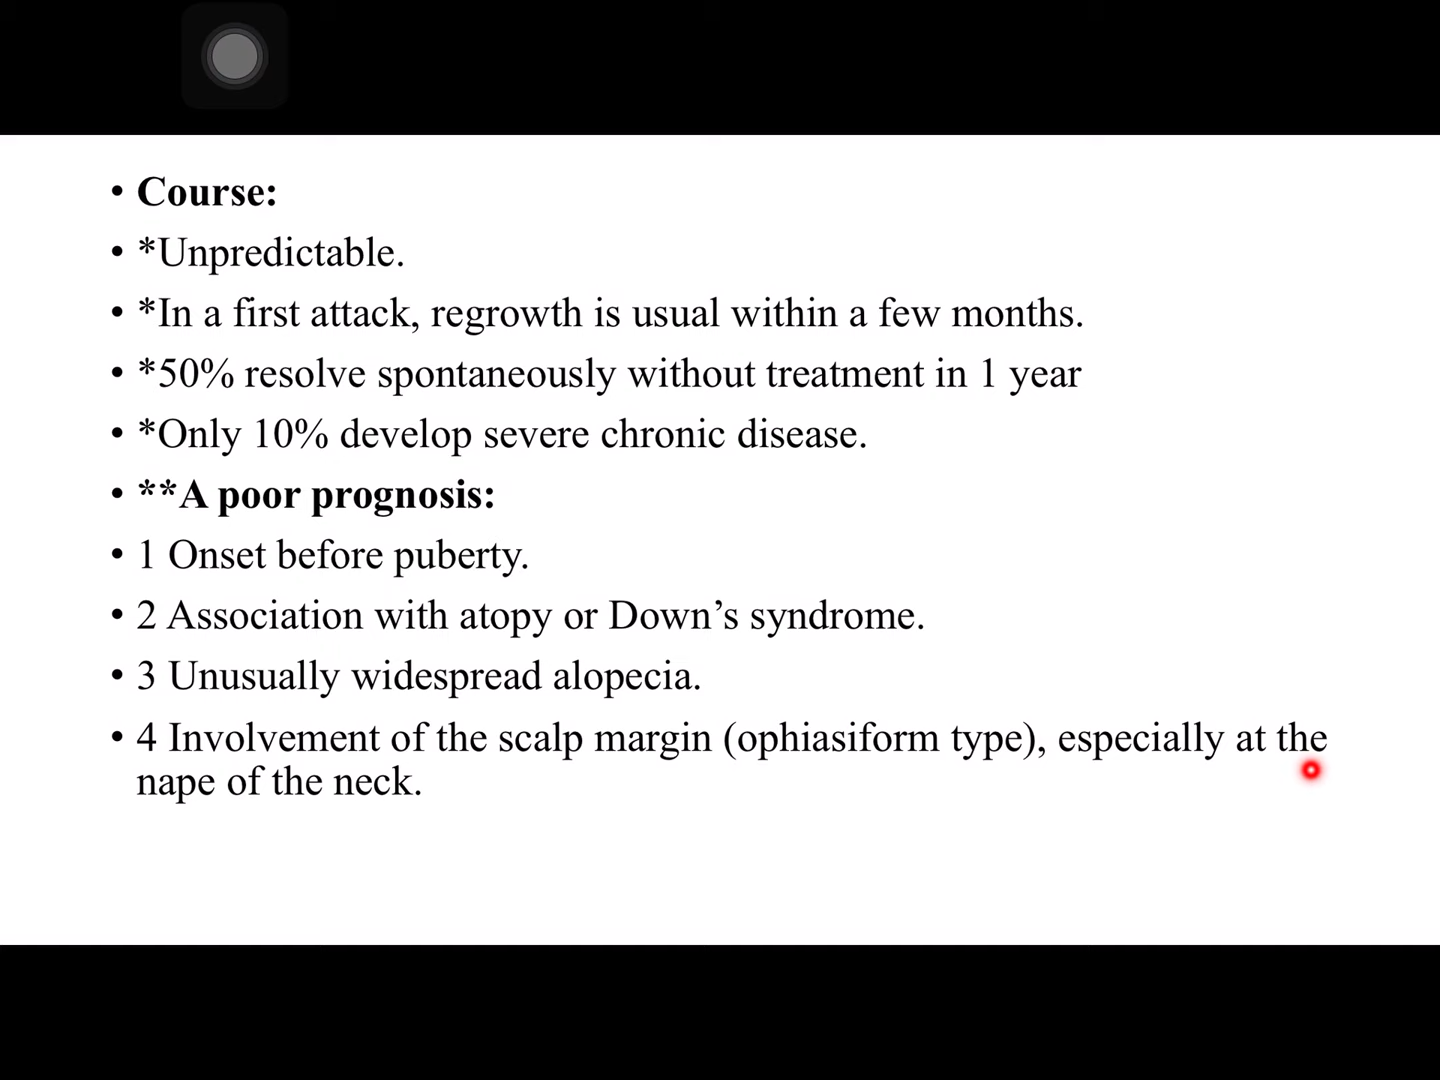 • Course:
• *Unpredictable.
• *In a first attack, regrowth is usual within a few months.
• *50% resolve spontaneously without treatment in 1 year
• *Only 10% develop severe chronic disease.
• **A poor prognosis:
• 1 Onset before puberty.
• 2 Association with atopy or Down’s syndrome.
• 3 Unusually widespread alopecia.
• 4 Involvement of the scalp margin (ophiasiform type), especially at the
nape of the neck.